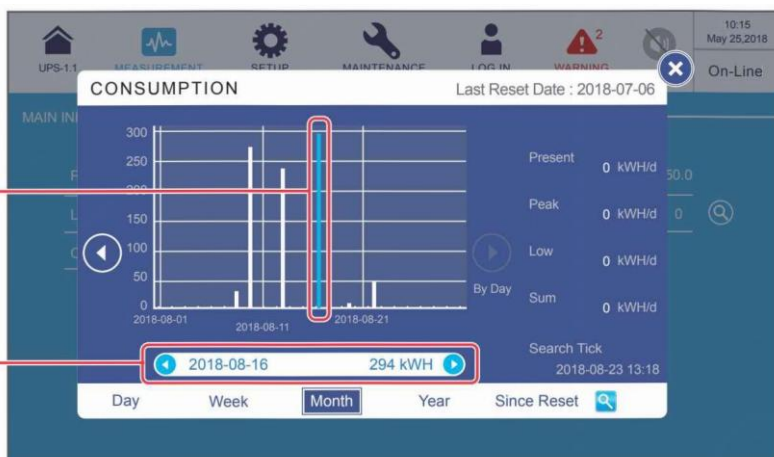 10:15
May 25,2018
2
UPS-1.1
MEASUREMENT
SETUP
MAINTENANCE
LOG IN
WARNING
On-Line
CONSUMPTION
Last Reset Date : 2018-07-06
MAIN IN
300
250
200
150
100
50
0
2018-08-01
2018-08-11
2018-08-21
By Day
Present
0 kWH/d
Peak
0 kWH/d
Low
0 kWH/d
Sum
0 kWH/d
Search Tick
2018-08-23 13:18
0
2018-08-16 294 kWH
Day Week Month Year Since Reset